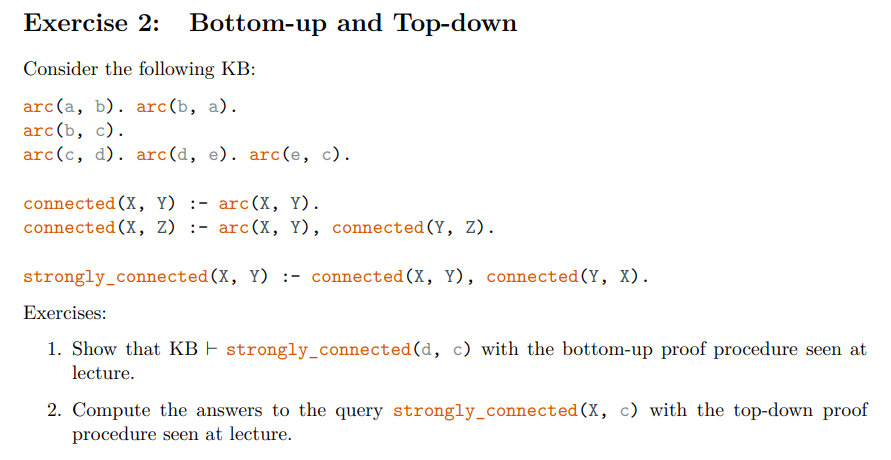 Exercise 2: Bottom-up and Top-down
Consider the following KB:
arc(a, b). arc(b, a).
arc(b, c).
arc(c, d). arc(d, e). arc(e, c).
connected(X, Y) :- arc(X, Y).
connected(X, Z) :- arc(X, Y), connected(Y, Z).
strongly_connected(X, Y) :- connected(X, Y), connected(Y, X).
Exercises:
1. Show that KB ⊢ strongly_connected(d, c) with the bottom-up proof procedure seen at
lecture.
2. Compute the answers to the query strongly_connected(X, c) with the top-down proof
procedure seen at lecture.